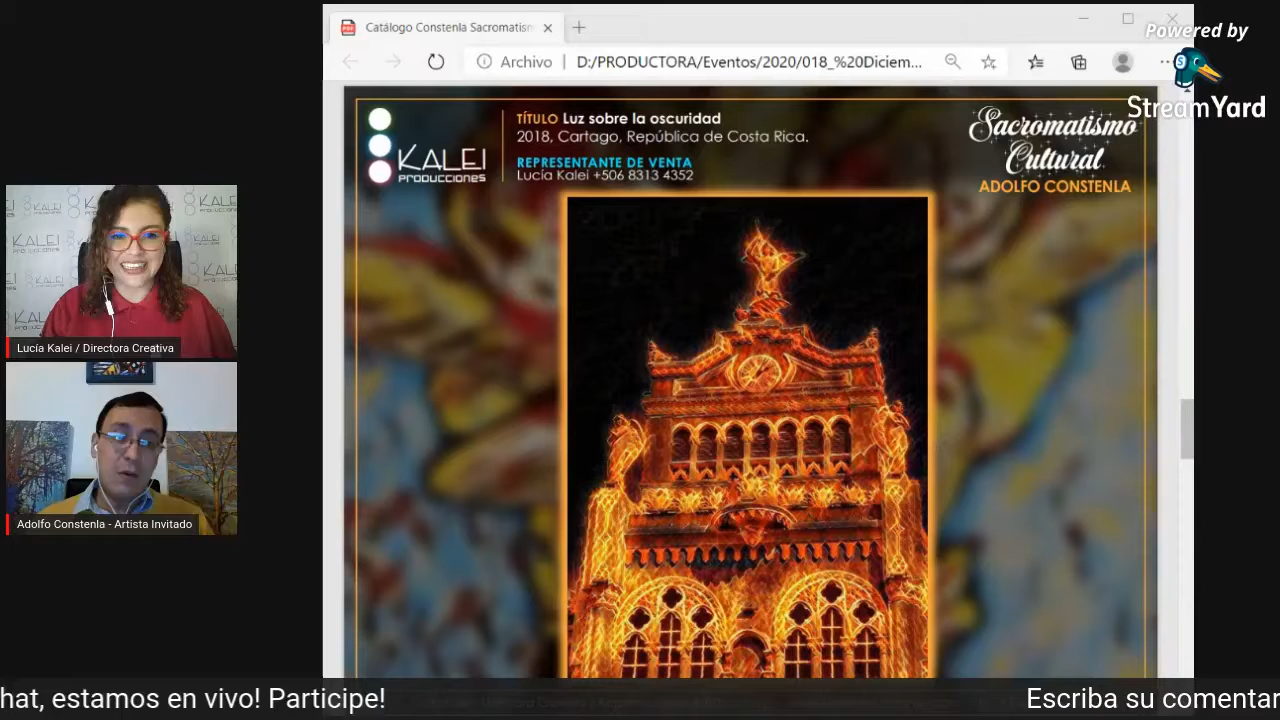 Catálogo Constenla Sacromatism
Archivo
D:/PRODUCTORA/Eventos/2020/018_%20Diciem...
Powered by
StreamYard
KALEI
PRODUCCIONES
TÍTULO Luz sobre la oscuridad
2018, Cartago, República de Costa Rica.
REPRESENTANTE DE VENTA
Lucía Kalei +506 8313 4352
Sacromatismo
Cultural
ADOLFO CONSTENLA
Lucía Kalei / Directora Creativa
Adolfo Constenla - Artista Invitado
hat, estamos en vivo! Participe!
Escriba su comentar